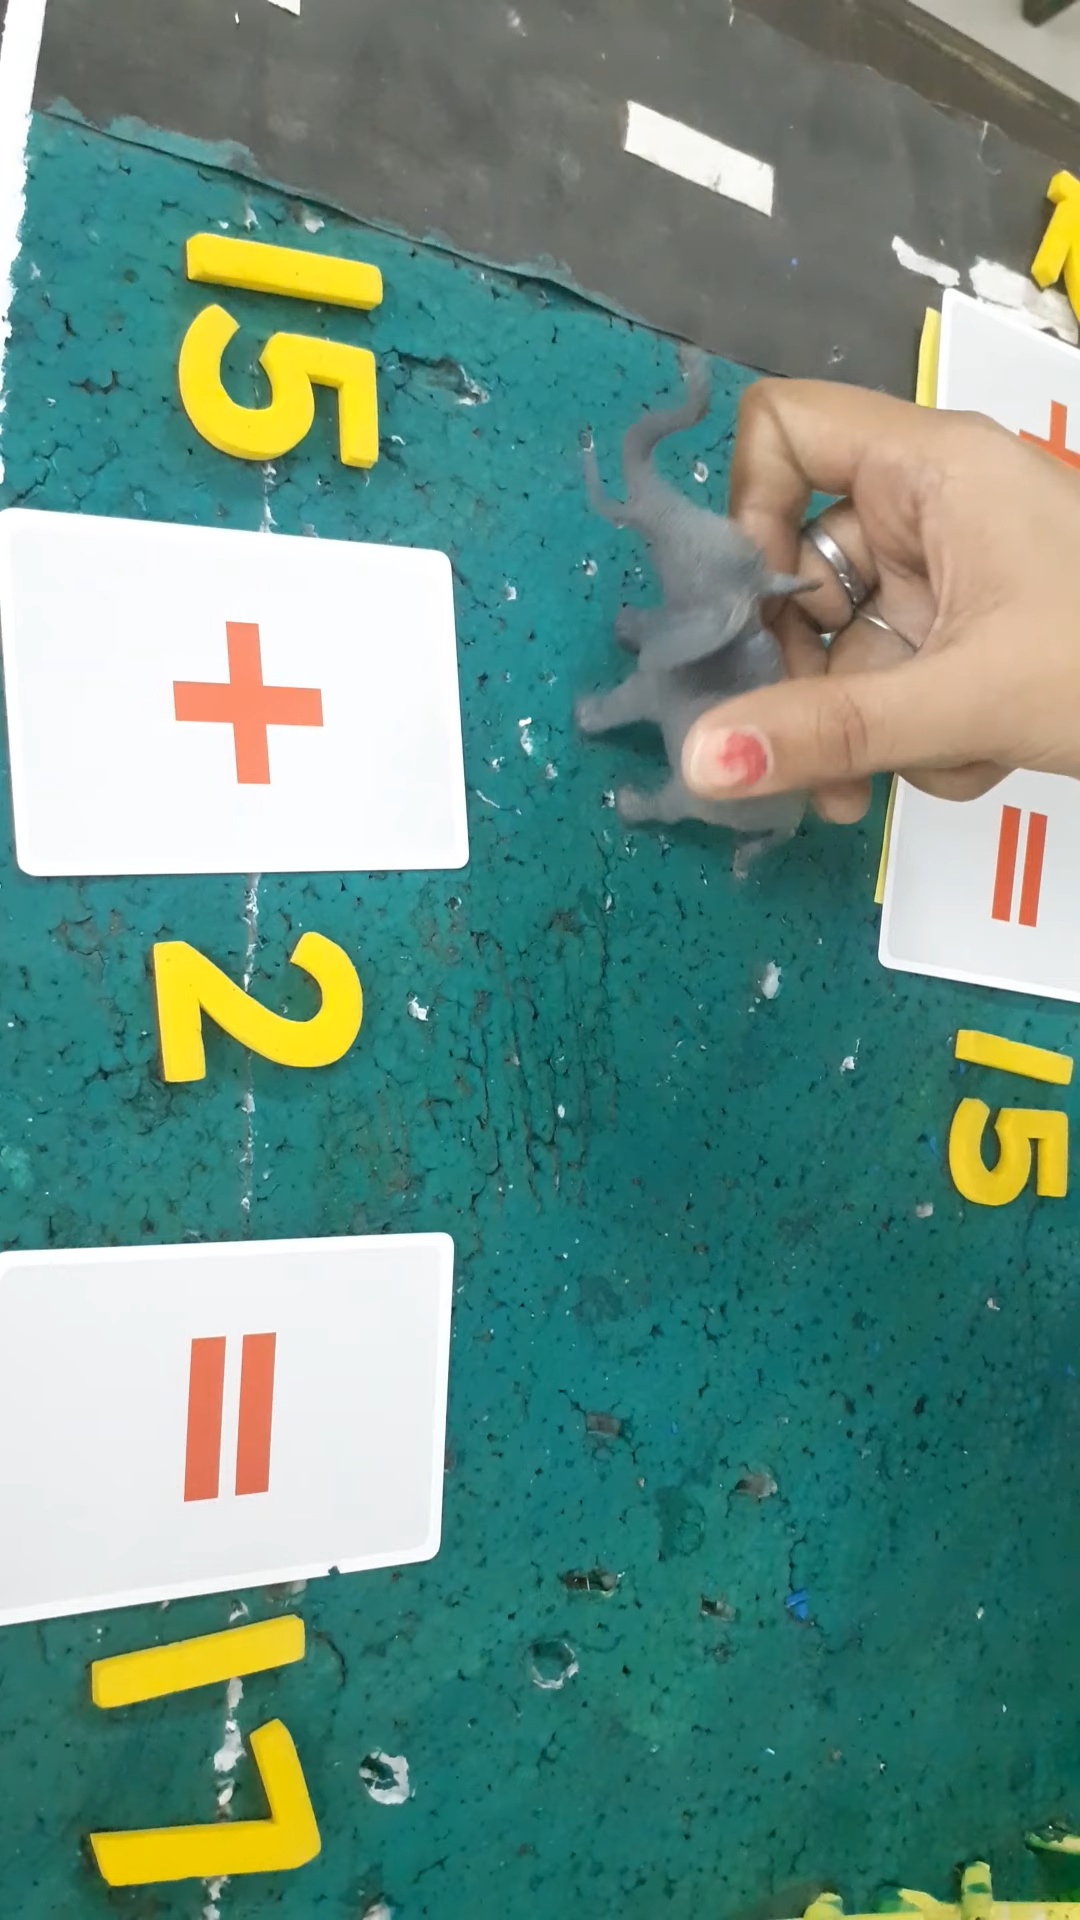 + = 15
15 + 2 = 17